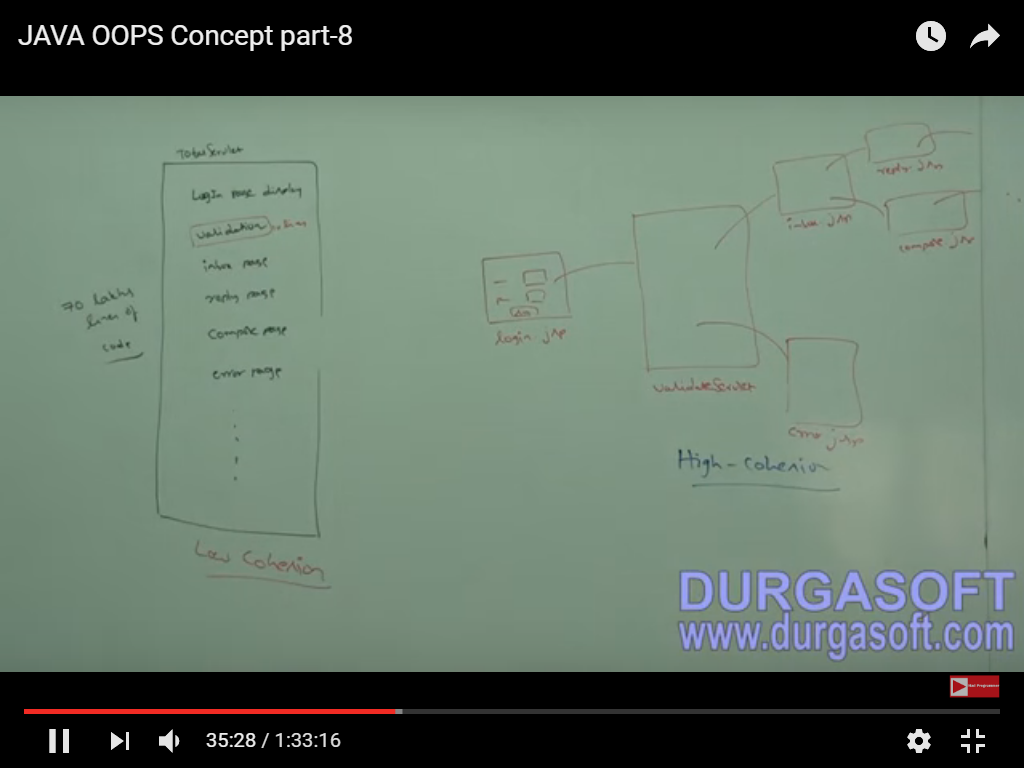 JAVA OOPS Concept part-8
TotalServlet
Login page display
validation
inbox page
reply page
compose page
error page
70 lakhs
lines of
code
Low Cohesion
login.jsp
validateServlet
inbox.jsp
reply.jsp
compose.jsp
error.jsp
High-cohesion
DURGASOFT
www.durgasoft.com
35:28 / 1:33:16